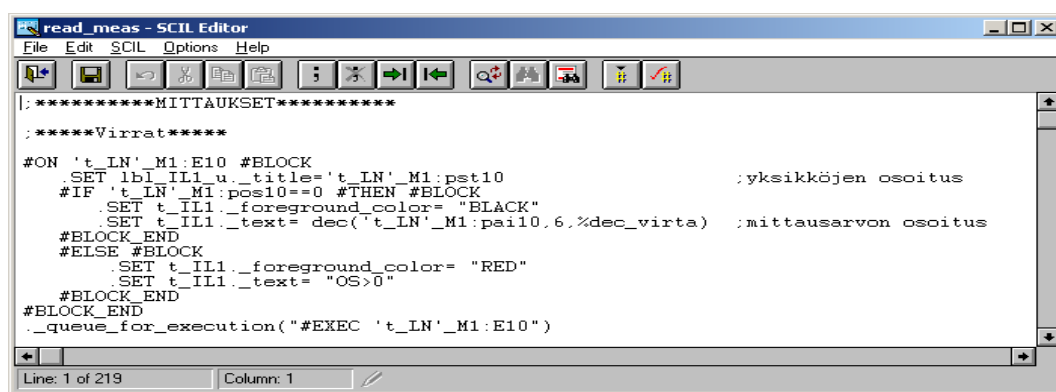 read_meas - SCIL Editor
File Edit SCIL Options Help
;**********MITTAUKSET**********
;*****Virrat*****
#ON 't_LN'_M1:E10 #BLOCK
.SET lbl_IL1_u._title='t_LN'_M1:pst10 ;yksikköjen osoitus
#IF 't_LN'_M1:pos10==0 #THEN #BLOCK
.SET t_IL1._foreground_color= "BLACK"
.SET t_IL1._text= dec('t_LN'_M1:pai10,6,%dec_virta) ;mittausarvon osoitus
#BLOCK_END
#ELSE #BLOCK
.SET t_IL1._foreground_color= "RED"
.SET t_IL1._text= "OS>0"
#BLOCK_END
#BLOCK_END
._queue_for_execution("#EXEC 't_LN'_M1:E10")
Line: 1 of 219 Column: 1